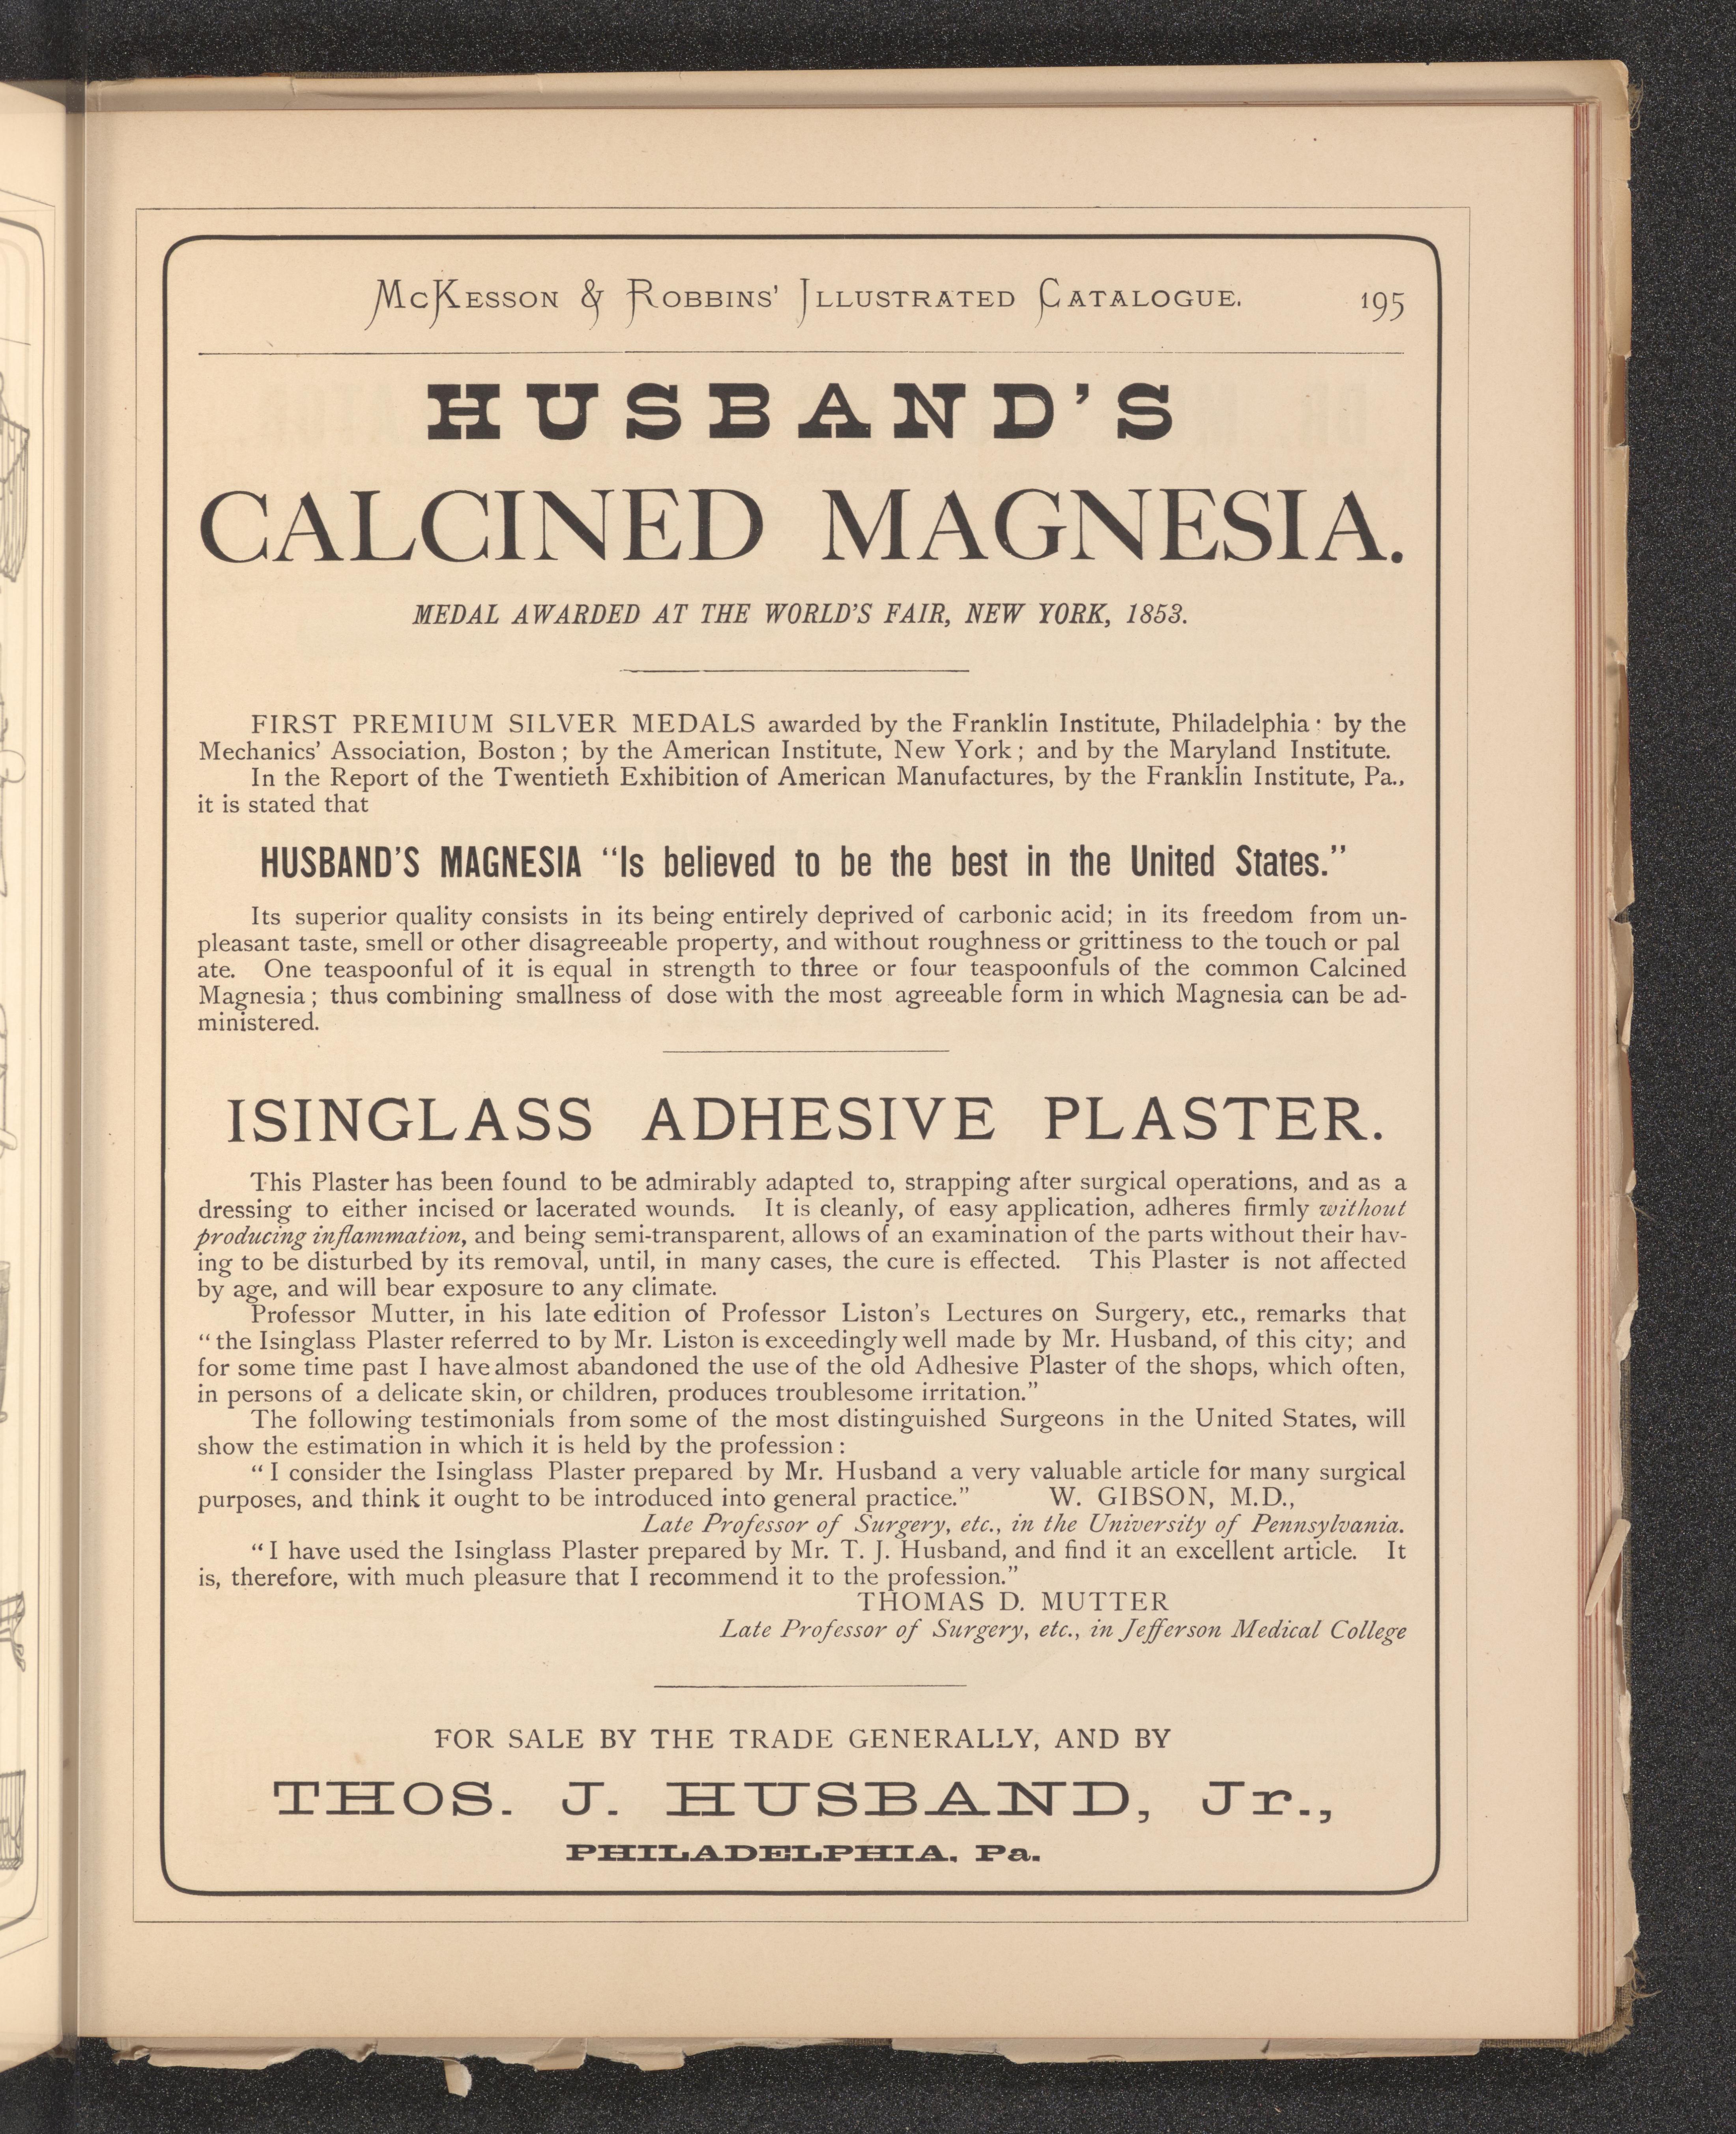 McKesson & Robbins' Illustrated Catalogue. 195
HUSBAND'S
CALCINED MAGNESIA.
MEDAL AWARDED AT THE WORLD'S FAIR, NEW YORK, 1853.
FIRST PREMIUM SILVER MEDALS awarded by the Franklin Institute, Philadelphia: by the
Mechanics' Association, Boston; by the American Institute, New York; and by the Maryland Institute.
In the Report of the Twentieth Exhibition of American Manufactures, by the Franklin Institute, Pa.,
it is stated that
HUSBAND'S MAGNESIA “Is believed to be the best in the United States.”
Its superior quality consists in its being entirely deprived of carbonic acid; in its freedom from un-
pleasant taste, smell or other disagreeable property, and without roughness or grittiness to the touch or pal
ate. One teaspoonful of it is equal in strength to three or four teaspoonfuls of the common Calcined
Magnesia; thus combining smallness of dose with the most agreeable form in which Magnesia can be ad-
ministered.
ISINGLASS ADHESIVE PLASTER.
This Plaster has been found to be admirably adapted to, strapping after surgical operations, and as a
dressing to either incised or lacerated wounds. It is cleanly, of easy application, adheres firmly without
producing inflammation, and being semi-transparent, allows of an examination of the parts without their hav-
ing to be disturbed by its removal, until, in many cases, the cure is effected. This Plaster is not affected
by age, and will bear exposure to any climate.
Professor Mutter, in his late edition of Professor Liston's Lectures on Surgery, etc., remarks that
“the Isinglass Plaster referred to by Mr. Liston is exceedingly well made by Mr. Husband, of this city; and
for some time past I have almost abandoned the use of the old Adhesive Plaster of the shops, which often,
in persons of a delicate skin, or children, produces troublesome irritation.”
The following testimonials from some of the most distinguished Surgeons in the United States, will
show the estimation in which it is held by the profession:
“I consider the Isinglass Plaster prepared by Mr. Husband a very valuable article for many surgical
purposes, and think it ought to be introduced into general practice.” W. GIBSON, M.D.,
Late Professor of Surgery, etc., in the University of Pennsylvania.
“I have used the Isinglass Plaster prepared by Mr. T. J. Husband, and find it an excellent article. It
is, therefore, with much pleasure that I recommend it to the profession.”
THOMAS D. MUTTER
Late Professor of Surgery, etc., in Jefferson Medical College
FOR SALE BY THE TRADE GENERALLY, AND BY
THOS. J. HUSBAND, Jr.,
PHILADELPHIA, Pa.